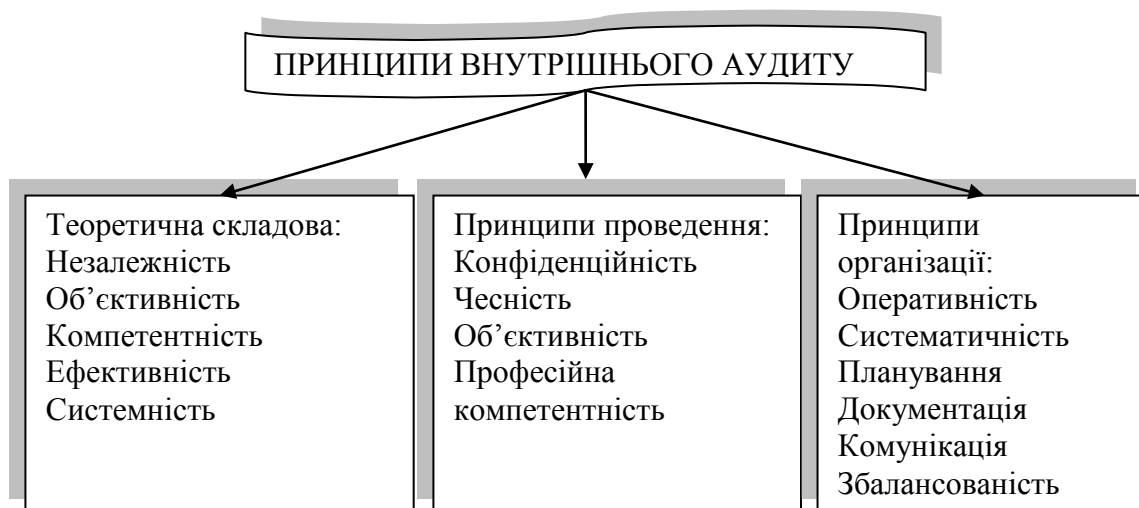 ПРИНЦИПИ ВНУТРІШНЬОГО АУДИТУ
Теоретична складова:
Незалежність
Об’єктивність
Компетентність
Ефективність
Системність
Принципи проведення:
Конфіденційність
Чесність
Об’єктивність
Професійна
компетентність
Принципи
організації:
Оперативність
Систематичність
Планування
Документація
Комунікація
Збалансованість